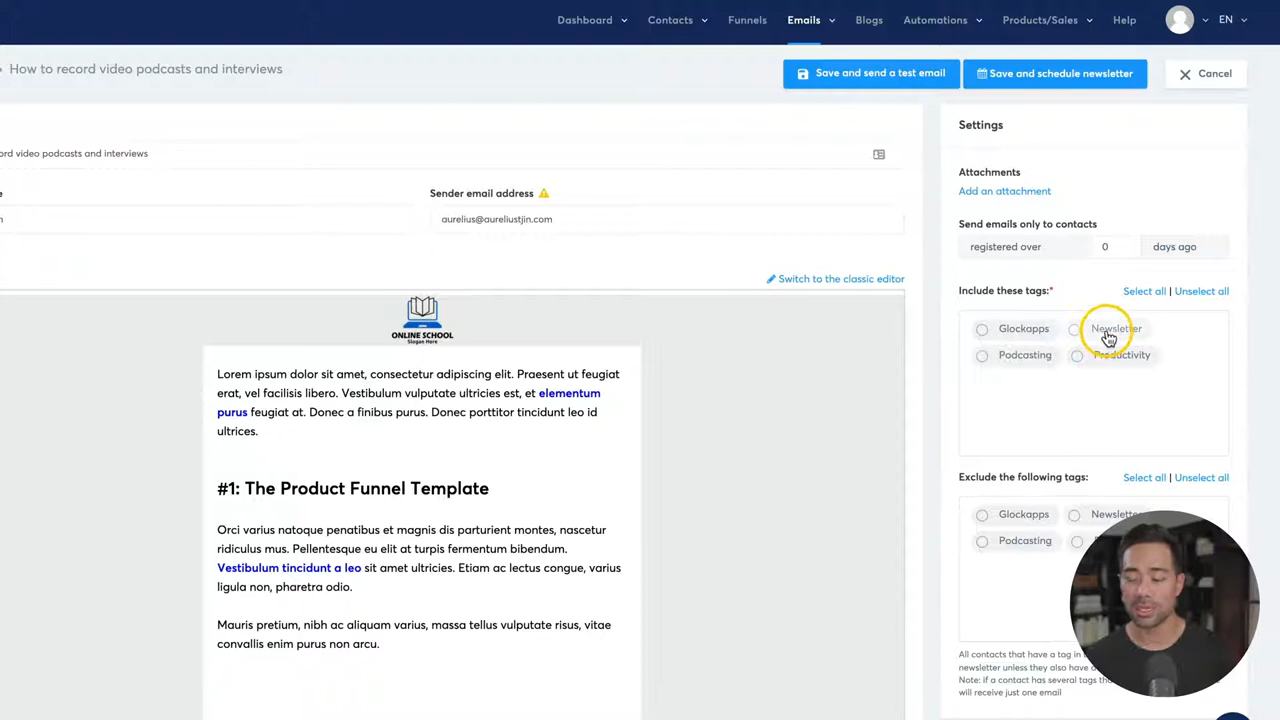 Dashboard Contacts Funnels Emails Blogs Automations Products/Sales Help EN
How to record video podcasts and interviews
Save and send a test email Save and schedule newsletter Cancel
Settings
ord video podcasts and interviews
Attachments
Add an attachment
Sender email address
aurelius@aureliustjin.com
Send emails only to contacts
registered over 0 days ago
Switch to the classic editor
Include these tags:* Select all | Unselect all
Glockapps Newsletter
Podcasting Productivity
ONLINE SCHOOL
Slogan Here
Lorem ipsum dolor sit amet, consectetur adipiscing elit. Praesent ut feugiat
erat, vel facilisis libero. Vestibulum vulputate ultricies est, et elementum
purus feugiat at. Donec a finibus purus. Donec porttitor tincidunt leo id
ultrices.
#1: The Product Funnel Template
Orci varius natoque penatibus et magnis dis parturient montes, nascetur
ridiculus mus. Pellentesque eu elit at turpis fermentum bibendum.
Vestibulum tincidunt a leo sit amet ultricies. Etiam ac lectus congue, varius
ligula non, pharetra odio.
Mauris pretium, nibh ac aliquam varius, massa tellus vulputate risus, vitae
convallis enim purus non arcu.
Exclude the following tags: Select all | Unselect all
Glockapps Newsletter
Podcasting
All contacts that have a tag in
newsletter unless they also have
Note: if a contact has several tags
will receive just one email